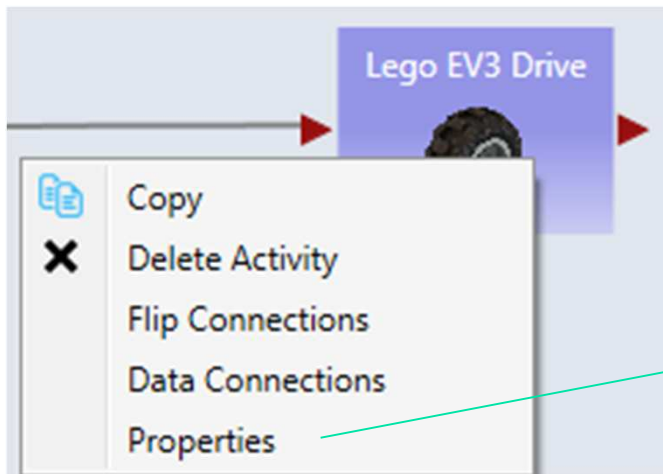 Lego EV3 Drive
Copy
Delete Activity
Flip Connections
Data Connections
Properties